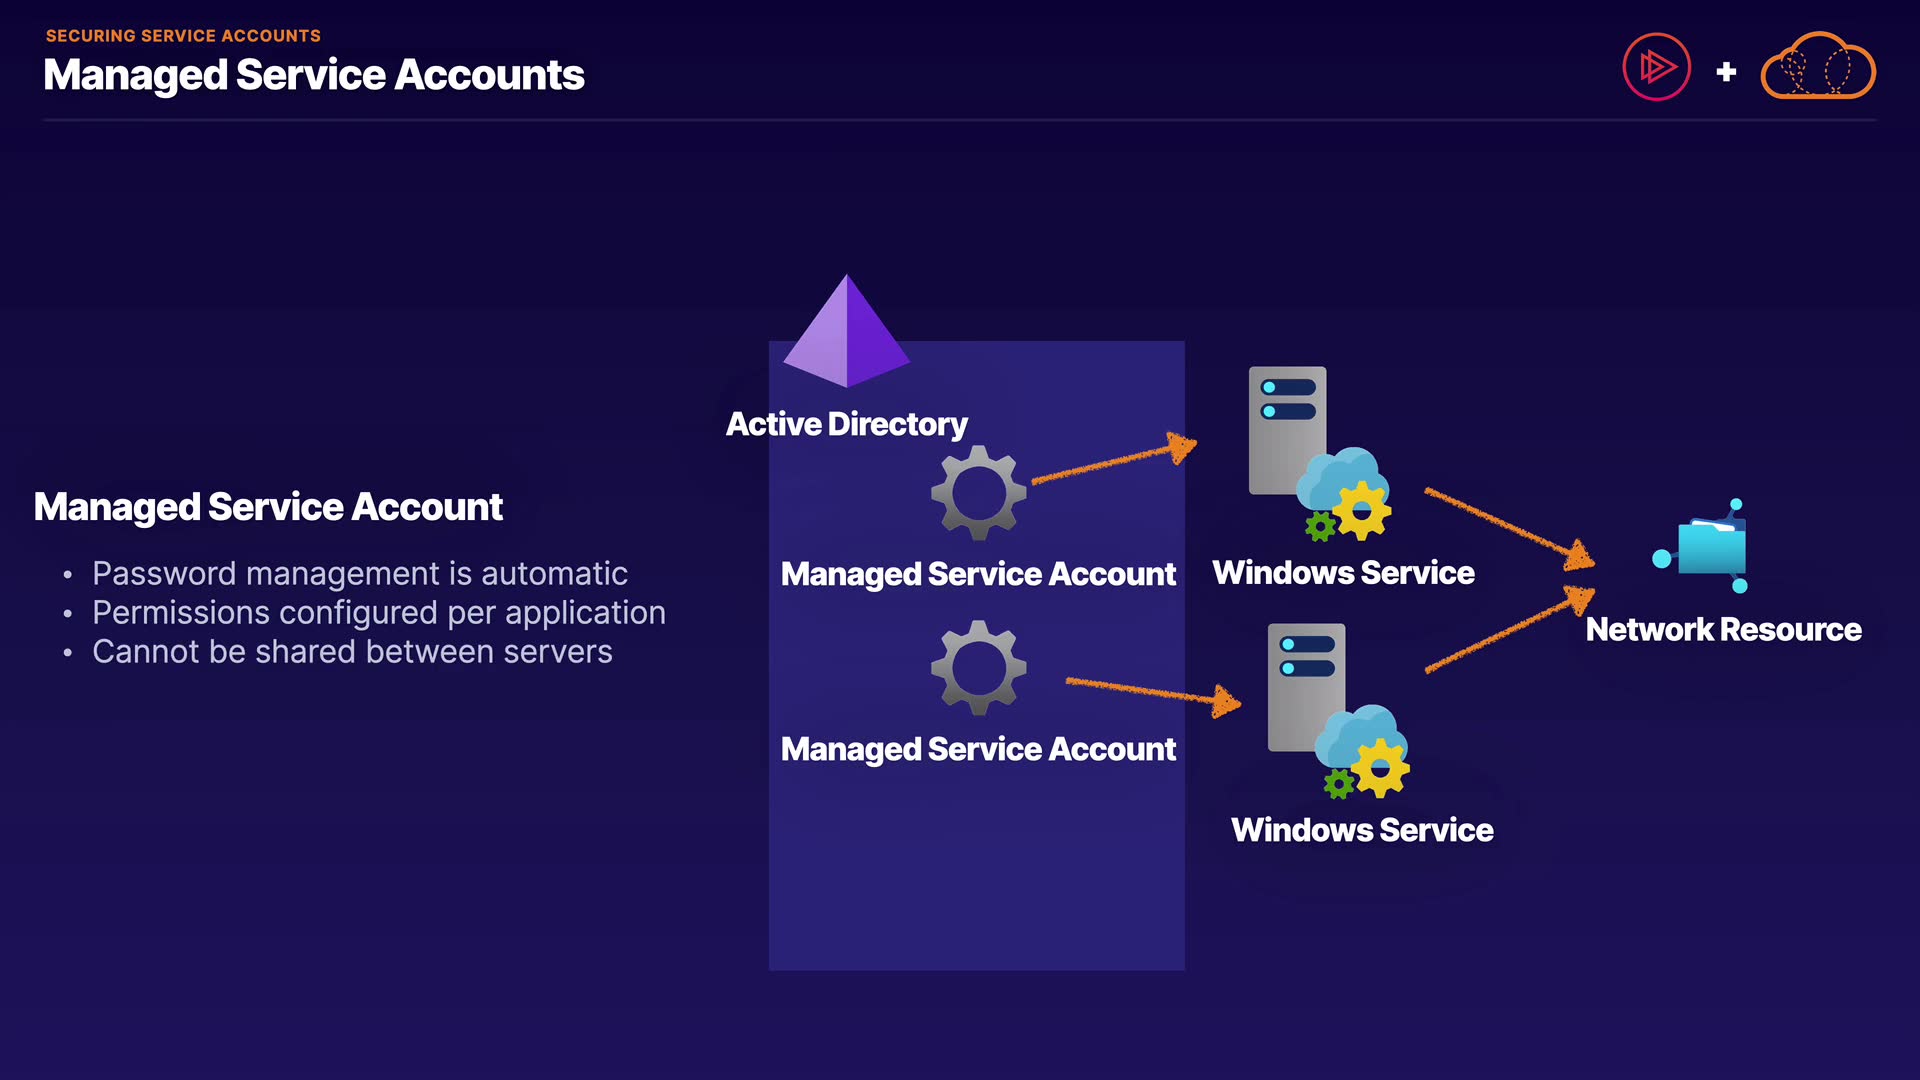 SECURING SERVICE ACCOUNTS
Managed Service Accounts
+
Managed Service Account
• Password management is automatic
• Permissions configured per application
• Cannot be shared between servers
Active Directory
Managed Service Account
Managed Service Account
Windows Service
Windows Service
Network Resource